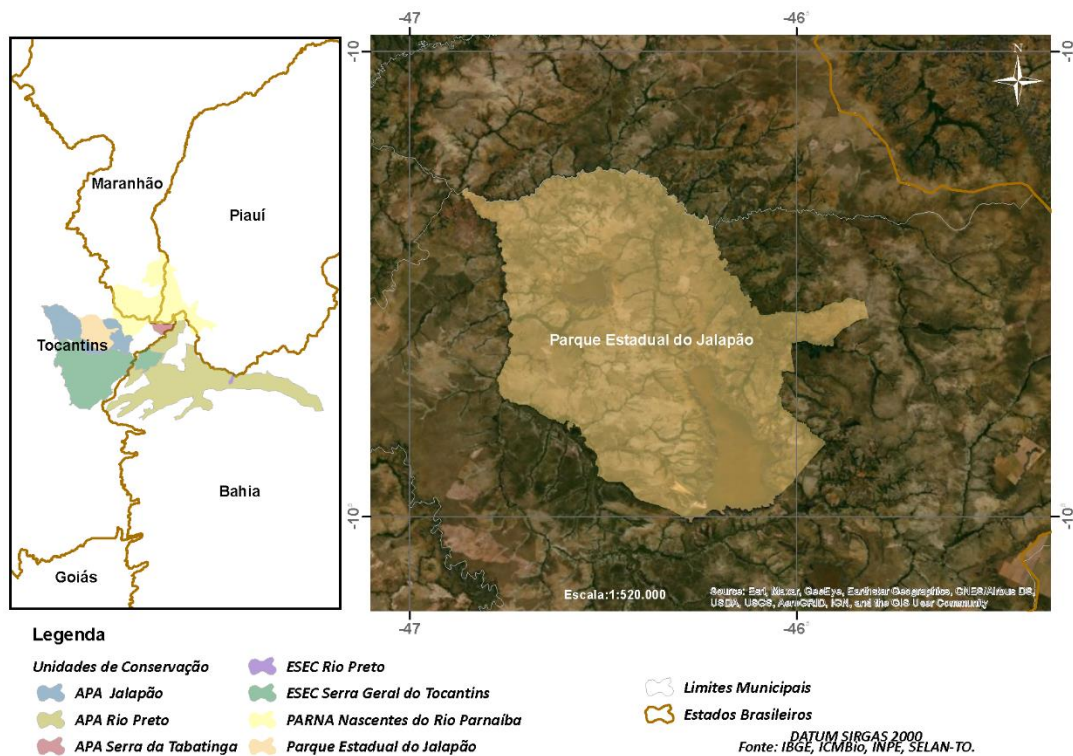 -47
-46°
-10
-10
N
Maranhão
Piauí
Parque Estadual do Jalapão
Tocantins
Bahia
Goiás
-10°
-10°
Escala:1:520.000
Source: Esri, Maxar, GeoEye, Earthstar Geographics, CNES/Airbus DS,
USDA, USGS, AeroGRID, IGN, and the GIS User Community
-47
-46°
Legenda
Unidades de Conservação
APA Jalapão
APA Rio Preto
APA Serra da Tabatinga
ESEC Rio Preto
ESEC Serra Geral do Tocantins
PARNA Nascentes do Rio Parnaíba
Parque Estadual do Jalapão
Limites Municipais
Estados Brasileiros
DATUM SIRGAS 2000
Fonte: IBGE, ICMBio, INPE, SELAN-TO.